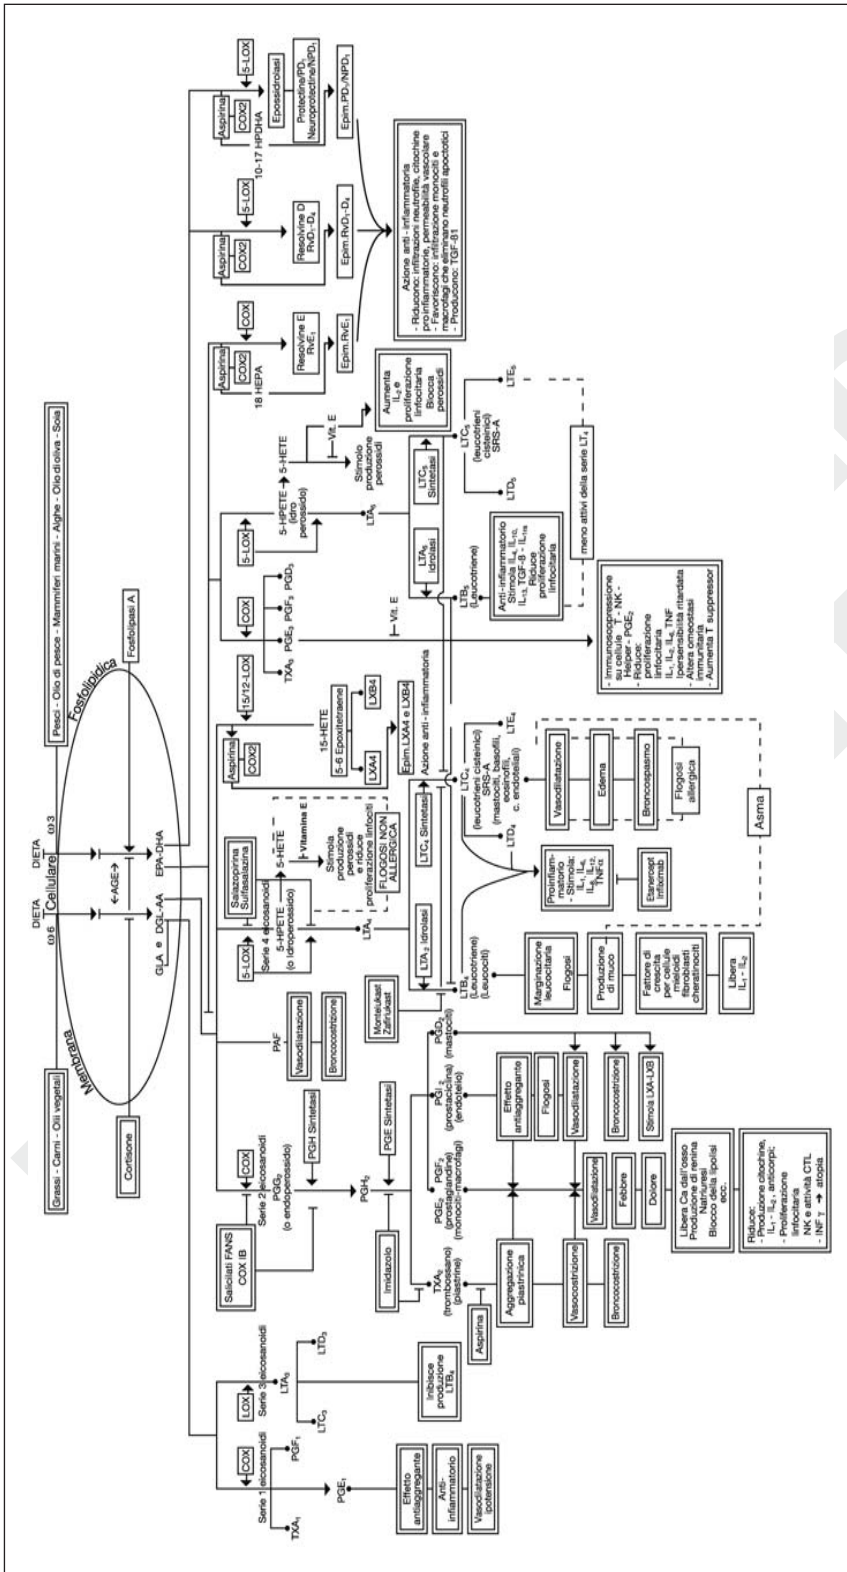 Grassi - Carni - Oli vegetali
Pesci - Olio di pesce - Mammiferi marini - Alghe - Olio di oliva - Soia
DIETA
ω6
DIETA
ω3
Membrana
Cellulare
Fosfolipidica
Cortisone
←AGE→
Fosfolipasi A
GLA e DGL-AA
EPA-DHA
COX
Serie 1 eicosanoidi
TXA1
PGF1
PGE1
Effetto
antiaggregante
Anti-
infiammatorio
Vasodilatazione
ipotensione
LOX
Serie 3 eicosanoidi
LTA3
LTC3
LTD3
Inibisce
produzione
LTB4
Salicilati FANS
COX IB
COX
Serie 2 eicosanoidi
PGG2
(o endoperossido)
PGH Sintetasi
PGH2
Imidazolo
PGE Sintetasi
TXA2
(trombossano)
(piastrine)
Aspirina
PGE2 PGF2
(prostaglandine)
(monociti-macrofagi)
PGI2
(prostaciclina)
(endotelio)
PGD2
(mastociti)
Aggregazione
piastrinica
Vasocostrizione
Broncocostrizione
Effetto
antiaggregante
Flogosi
Vasodilatazione
Broncocostrizione
Stimola LXA-LXB
Vasodilatazione
Febbre
Dolore
Libera Ca dall'osso
Produzione di renina
Natriuresi
Blocco della lipolisi
ecc.
Riduce:
- Produzione citochine,
IL1 - IL2, anticorpi;
- Proliferazione
linfocitaria
NK e attività CTL
- INF γ → atopia
PAF
Vasodilatazione
Broncocostrizione
Salazopirina
Sulfasalazina
5-LOX
Serie 4 eicosanoidi
5-HPETE → 5-HETE
(o Idroperossido)
Vitamina E
Stimola
produzione
perossidi
e riduce
proliferazione linfociti
FLOGOSI NON
ALLERGICA
LTA4
Montelukast
Zafirlukast
LTA2 Idrolasi
LTC4 Sintetasi
LTB4
(Leucotriene)
(Leucociti)
LTD4
LTC4
(leucotrieni cisteinici)
SRS-A
(mastociti, basofili,
eosinofili,
c. endoteliali)
LTE4
Marginazione
leucocitaria
Flogosi
Produzione
di muco
Fattore di
crescita
per cellule
mieloidi
fibroblasti
cheratinociti
Libera
IL1 - IL2
Proinfiam-
matorio
- Stimola:
IL1, IL6,
IL8, IL12,
TNFα
Etanercept
Infliximab
Vasodilatazione
Edema
Broncospasmo
Flogosi
allergica
Asma
Aspirina
COX2
15/12-LOX
15-HETE
5-6 Epoxitetraene
LXA4
LXB4
Epim.LXA4 e LXB4
Azione anti-infiammatoria
COX
TXA3
PGE3
PGF3
PGD3
Vit. E
- Immunosoppressione
su cellule T - NK -
Helper - PGE2
- Riduce:
proliferazione
linfocitaria
IL1, IL2, IL6, TNF
Ipersensibilità ritardata
- Altera omeostasi
immunitaria
- Aumenta T suppressor
5-LOX
5-HPETE → 5-HETE
(idro
perossido)
Vit. E
Stimolo
produzione
perossidi
Aumenta
IL2 e
proliferazione
linfocitaria
Blocca
perossidi
LTA5
LTA5
Idrolasi
LTC5
Sintetasi
LTB5
(Leucotriene)
LTD5
LTC5
(leucotrieni
cisteinici)
SRS-A
LTE5
Anti-infiammatorio
Stimola IL4, IL10,
IL13, TGF-B - IL1ra
Riduce
proliferazione
linfocitaria
meno attivi della serie LT4
Aspirina
COX2
COX
18 HEPA
Resolvine E
RvE1
Epim.RvE1
Aspirina
COX2
5-LOX
Resolvine D
RvD1-D4
Epim.RvD1-D4
Aspirina
COX2
5-LOX
10-17 HPDHA
Epossidrolasi
Protectine/PD1
Neuroprotectine/NPD1
Epim.PD1/NPD1
Azione anti-infiammatoria
- Riducono: infiltrazioni neutrofile, citochine
proinfiammatorie, permeabilità vascolare
- Favoriscono: infiltrazione monociti e
macrofagi che eliminano neutrofili apoptotici
- Producono: TGF-81